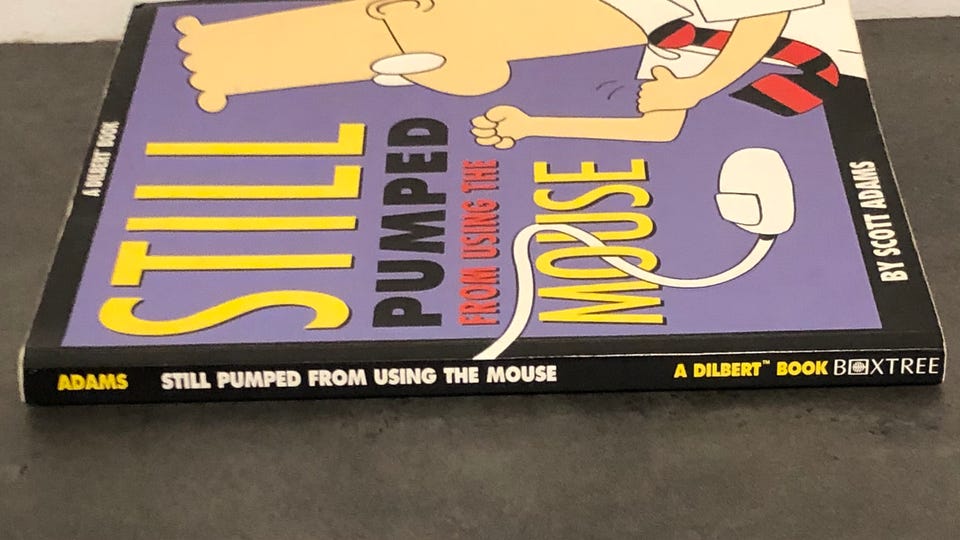 A DILBERT™ BOOK
STILL
PUMPED
FROM USING THE
MOUSE
BY SCOTT ADAMS
ADAMS STILL PUMPED FROM USING THE MOUSE A DILBERT™ BOOK BOXTREE